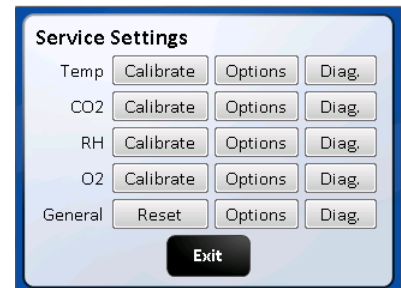 Service Settings
Temp Calibrate Options Diag.
CO2 Calibrate Options Diag.
RH Calibrate Options Diag.
O2 Calibrate Options Diag.
General Reset Options Diag.
Exit